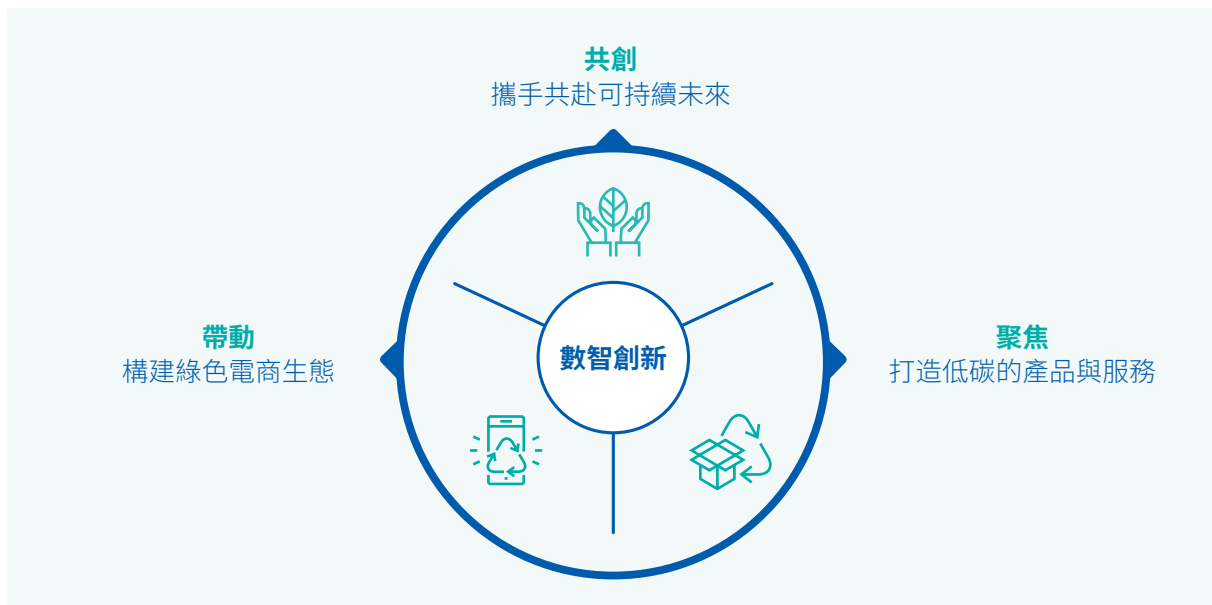 共創
攜手共赴可持續未來
帶動
構建綠色電商生態
數智創新
聚焦
打造低碳的產品與服務